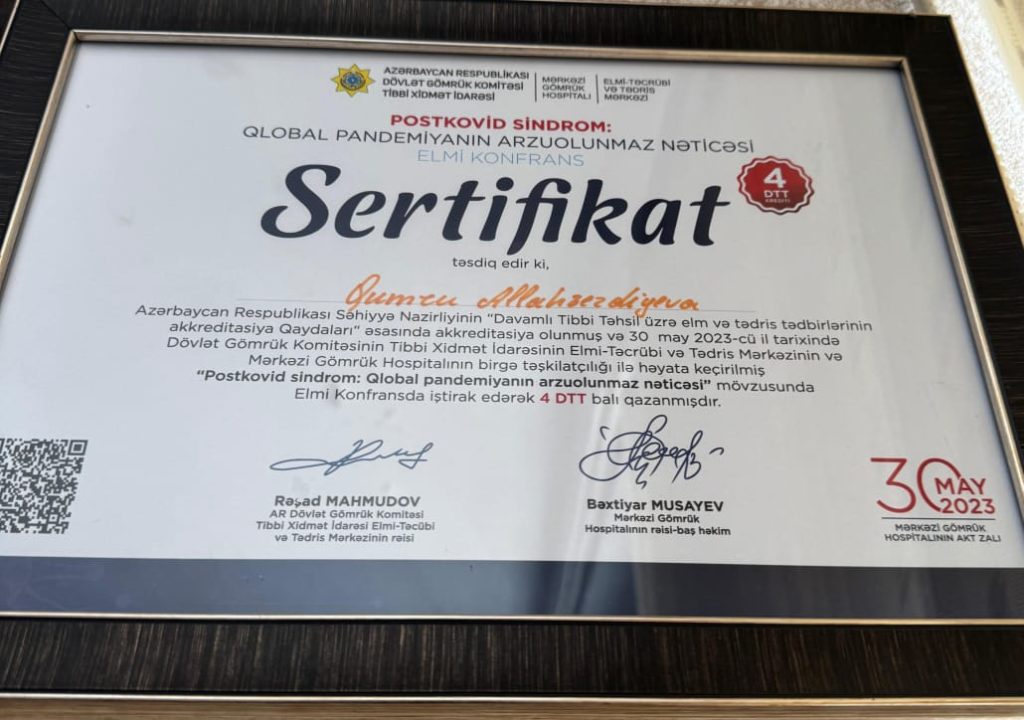 AZƏRBAYCAN RESPUBLİKASI
DÖVLƏT GÖMRÜK KOMİTƏSİ
TİBBİ XİDMƏT İDARƏSİ
MƏRKƏZİ
GÖMRÜK
HOSPİTALI
ELMİ-TƏCRÜBİ
VƏ TƏDRİS
MƏRKƏZİ
POSTKOVİD SİNDROM:
QLOBAL PANDEMİYANIN ARZUOLUNMAZ NƏTİCƏSİ
ELMİ KONFRANS
4
DTT
KREDİTİ
Sertifikat
təsdiq edir ki,
Qumru Allahverdiyeva
Azərbaycan Respublikası Səhiyyə Nazirliyinin "Davamlı Tibbi Təhsil üzrə elm və tədris tədbirlərinin
akkreditasiya Qaydaları" əsasında akkreditasiya olunmuş və 30 may 2023-cü il tarixində
Dövlət Gömrük Komitəsinin Tibbi Xidmət İdarəsinin Elmi-Təcrübi və Tədris Mərkəzinin və
Mərkəzi Gömrük Hospitalının birgə təşkilatçılığı ilə həyata keçirilmiş
"Postkovid sindrom: Qlobal pandemiyanın arzuolunmaz nəticəsi" mövzusunda
Elmi Konfransda iştirak edərək 4 DTT balı qazanmışdır.
Rəşad MAHMUDOV
AR Dövlət Gömrük Komitəsi
Tibbi Xidmət İdarəsi Elmi-Təcübi
və Tədris Mərkəzinin rəisi
Bəxtiyar MUSAYEV
Mərkəzi Gömrük
Hospitalının rəisi-baş həkim
30 MAY
2023
MƏRKƏZİ GÖMRÜK
HOSPİTALININ AKT ZALI